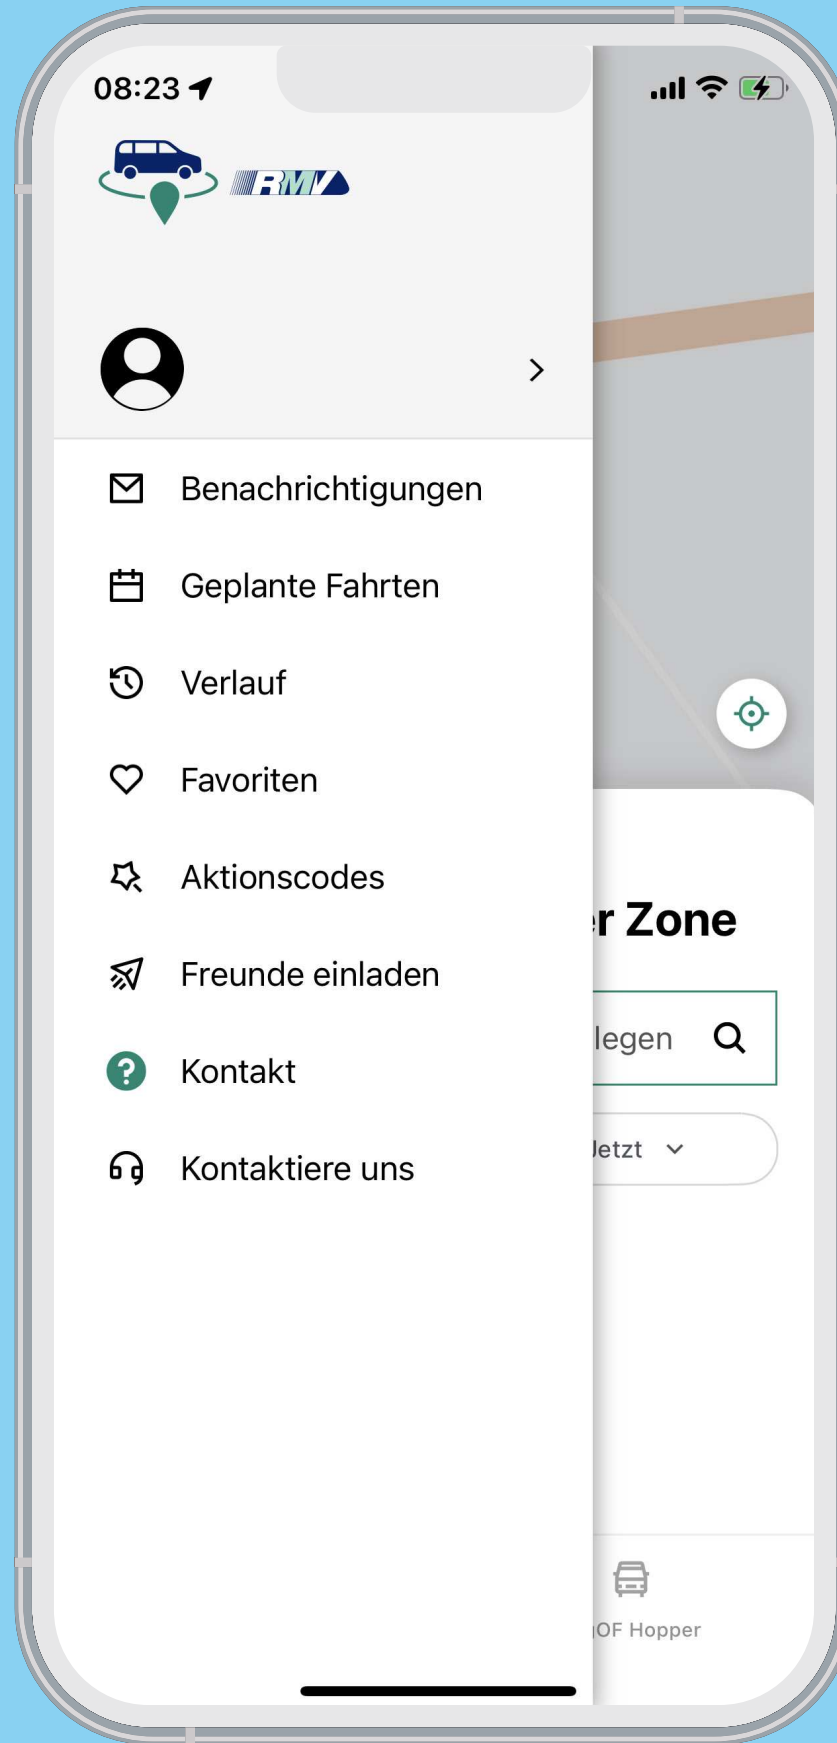 08:23
RMV
Benachrichtigungen
Geplante Fahrten
Verlauf
Favoriten
Aktionscodes
Freunde einladen
Kontakt
Kontaktiere uns
r Zone
legen
Jetzt
OF Hopper